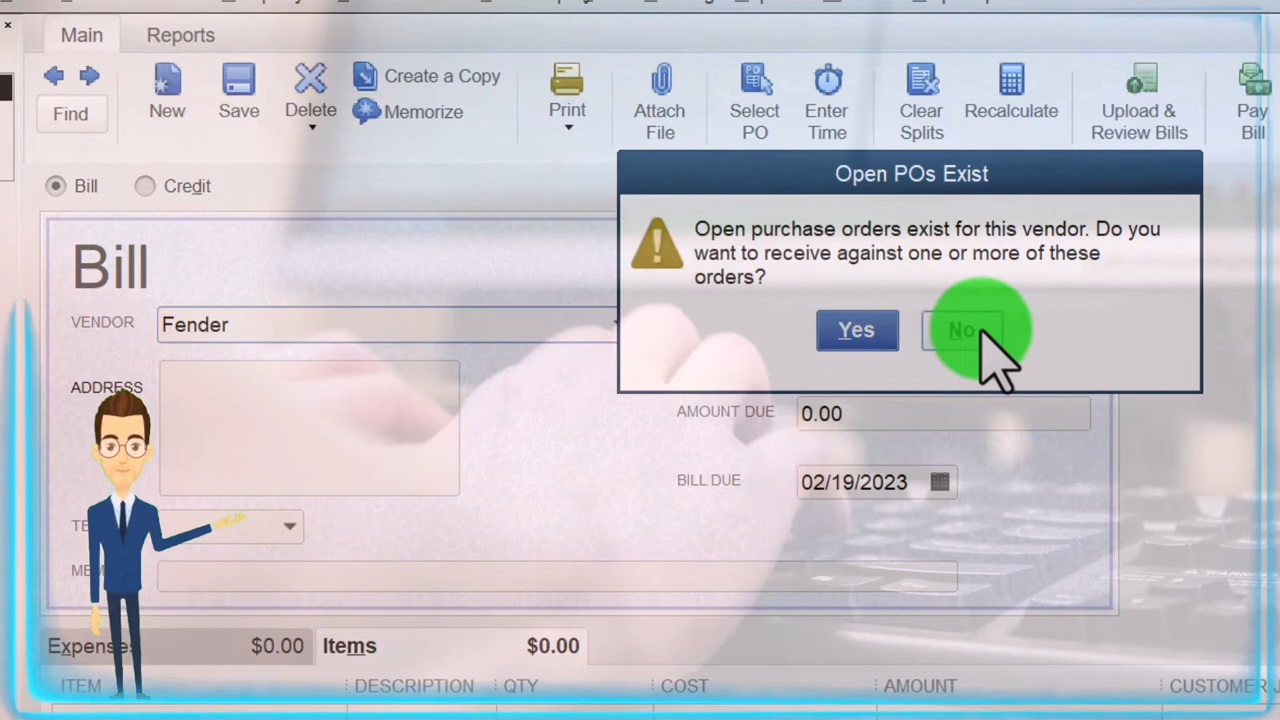 Main Reports
Create a Copy
Find New Save Delete Memorize Print Attach File Select PO Enter Time Clear Splits Recalculate Upload & Review Bills Pay Bill
Open POs Exist
Bill Credit
Open purchase orders exist for this vendor. Do you
want to receive against one or more of these
orders?
Bill
VENDOR Fender
Yes No
ADDRESS
AMOUNT DUE 0.00
BILL DUE 02/19/2023
Expenses $0.00 Items $0.00
ITEM DESCRIPTION QTY COST AMOUNT CUSTOMER